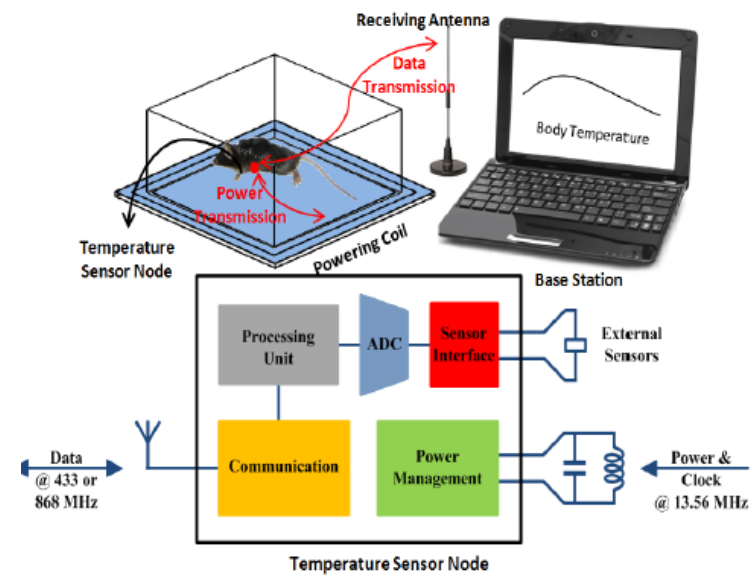 Receiving Antenna
Data
Transmission
Body Temperature
Power
Transmission
Temperature
Sensor Node
Powering Coil
Base Station
Processing
Unit
ADC
Sensor
Interface
External
Sensors
Data
@ 433 or
868 MHz
Communication
Power
Management
Power &
Clock
@ 13.56 MHz
Temperature Sensor Node